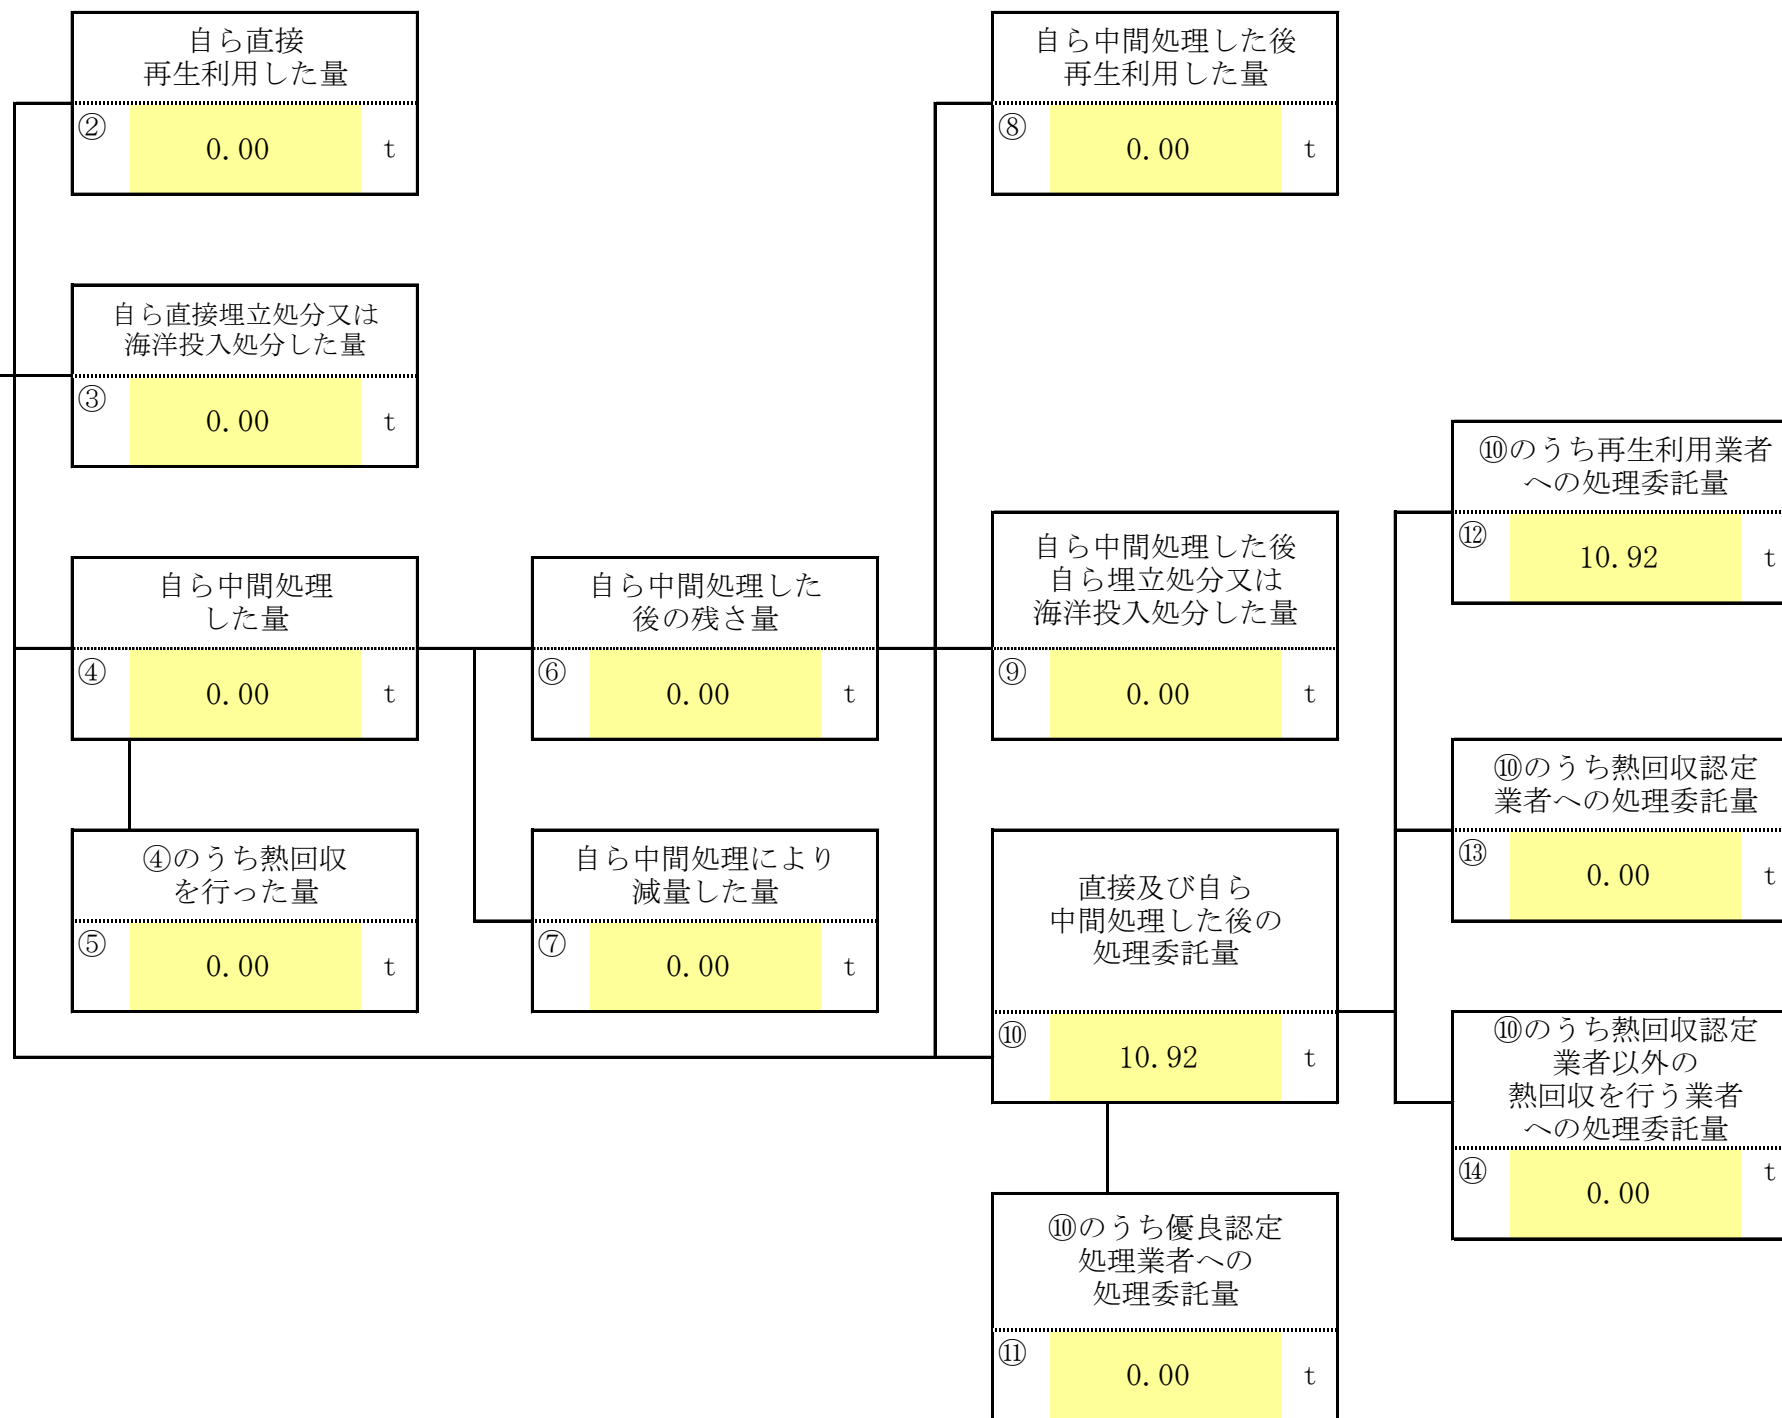 自ら直接
再生利用した量
②
0.00
t
自ら中間処理した後
再生利用した量
⑧
0.00
t
自ら直接埋立処分又は
海洋投入処分した量
③
0.00
t
⑩のうち再生利用業者
への処理委託量
⑫
10.92
t
自ら中間処理
した量
④
0.00
t
自ら中間処理した
後の残さ量
⑥
0.00
t
自ら中間処理した後
自ら埋立処分又は
海洋投入処分した量
⑨
0.00
t
⑩のうち熱回収認定
業者への処理委託量
⑬
0.00
t
④のうち熱回収
を行った量
⑤
0.00
t
自ら中間処理により
減量した量
⑦
0.00
t
直接及び自ら
中間処理した後の
処理委託量
⑩
10.92
t
⑩のうち熱回収認定
業者以外の
熱回収を行う業者
への処理委託量
⑭
0.00
t
⑩のうち優良認定
処理業者への
処理委託量
⑪
0.00
t